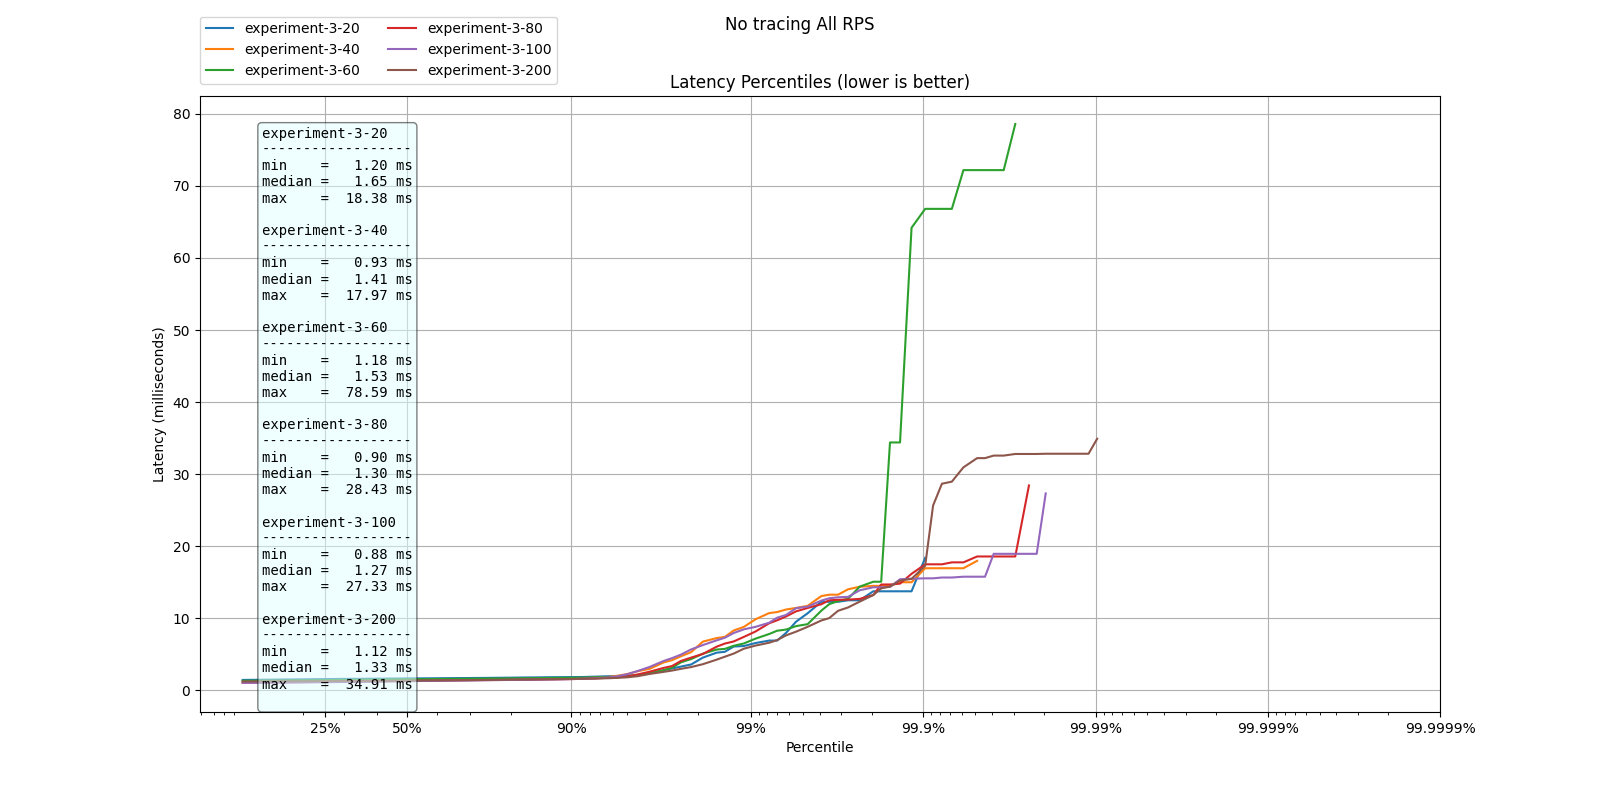 No tracing All RPS
experiment-3-20
experiment-3-40
experiment-3-60
experiment-3-80
experiment-3-100
experiment-3-200
Latency Percentiles (lower is better)
80
70
60
50
40
30
20
10
0
Latency (milliseconds)
experiment-3-20
------------------
min    =   1.20 ms
median =   1.65 ms
max    =  18.38 ms
experiment-3-40
------------------
min    =   0.93 ms
median =   1.41 ms
max    =  17.97 ms
experiment-3-60
------------------
min    =   1.18 ms
median =   1.53 ms
max    =  78.59 ms
experiment-3-80
------------------
min    =   0.90 ms
median =   1.30 ms
max    =  28.43 ms
experiment-3-100
------------------
min    =   0.88 ms
median =   1.27 ms
max    =  27.33 ms
experiment-3-200
------------------
min    =   1.12 ms
median =   1.33 ms
max    =  34.91 ms
25% 50% 90% 99% 99.9% 99.99% 99.999% 99.9999%
Percentile